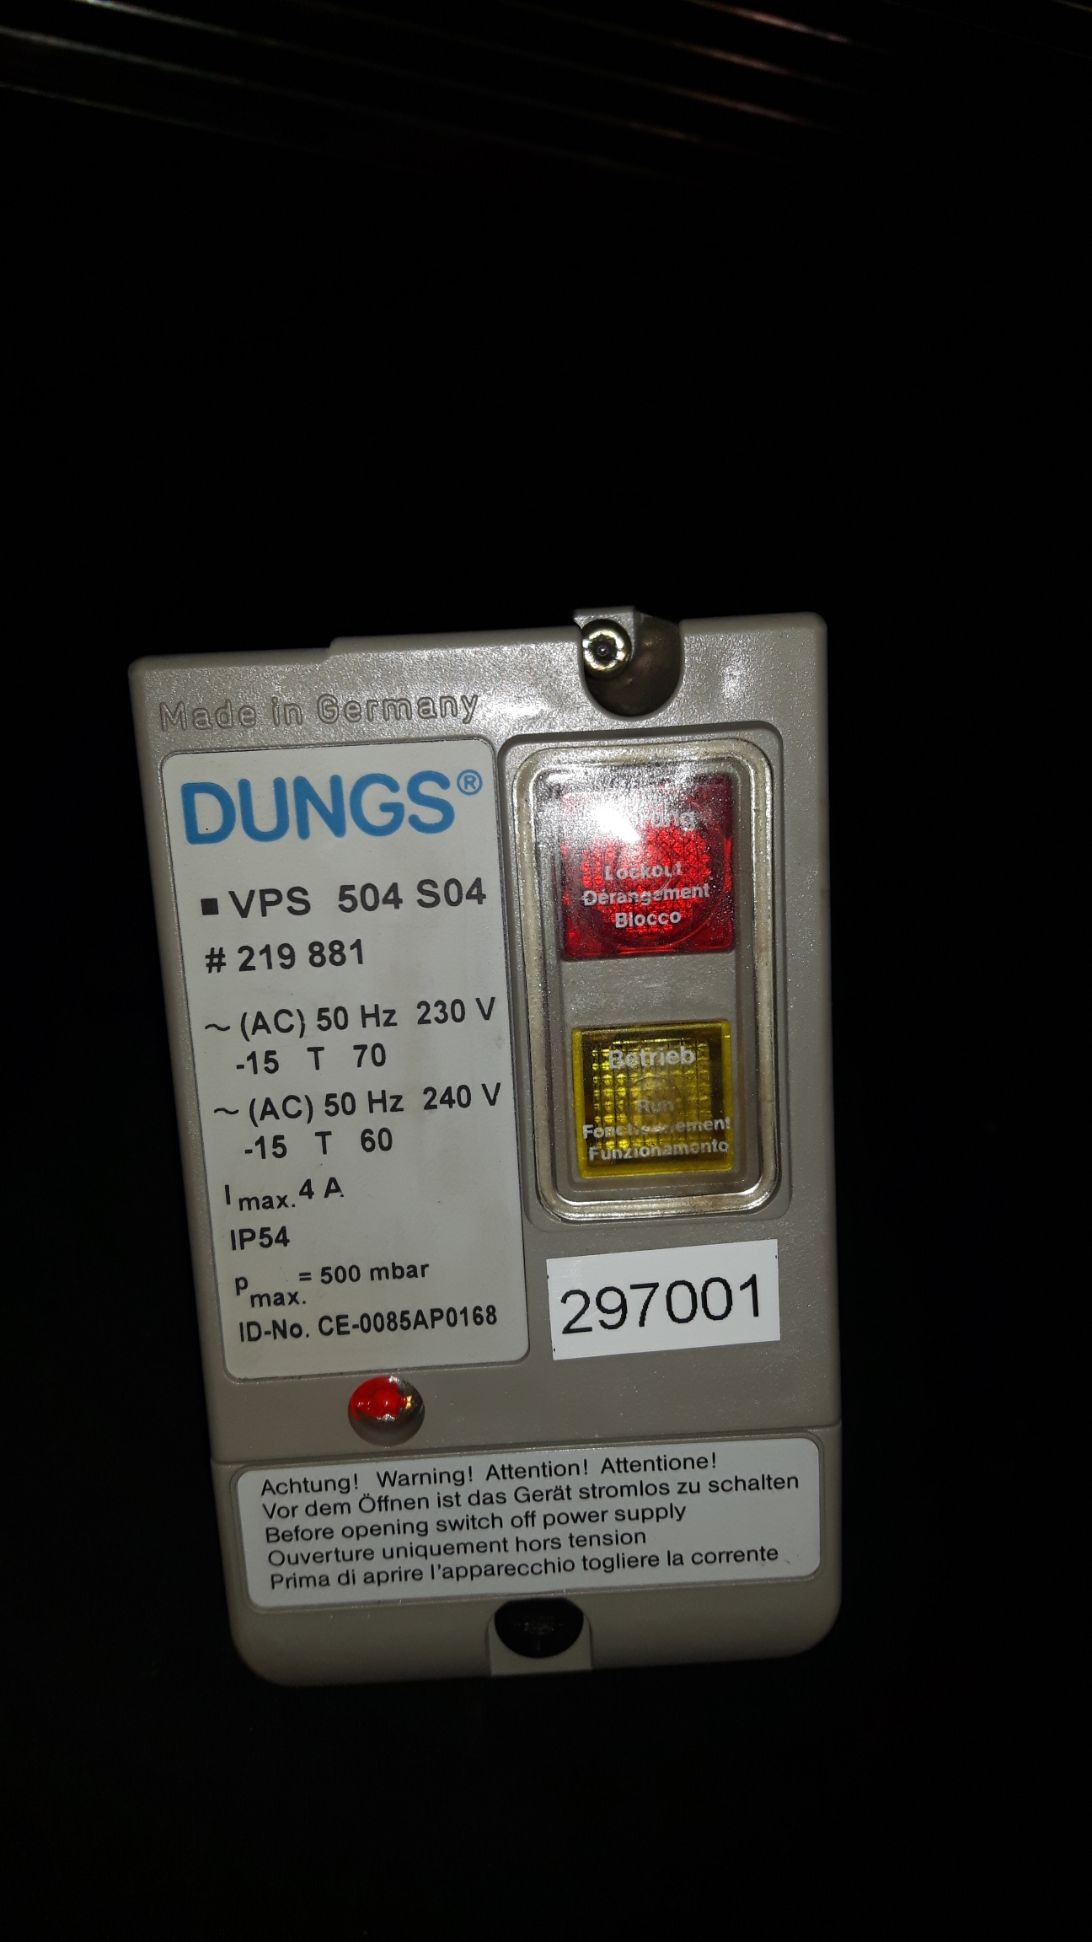 Made in Germany
DUNGS®
■ VPS 504 S04
# 219 881
~ (AC) 50 Hz 230 V
-15 T 70
~ (AC) 50 Hz 240 V
-15 T 60
I max. 4 A
IP54
p max. = 500 mbar
ID-No. CE-0085AP0168
Lockout
Derangement
Blocco
Betrieb
Run
Fonctionnement
Funzionamento
297001
Achtung! Warning! Attention! Attentione!
Vor dem Öffnen ist das Gerät stromlos zu schalten
Before opening switch off power supply
Ouverture uniquement hors tension
Prima di aprire l'apparecchio togliere la corrente